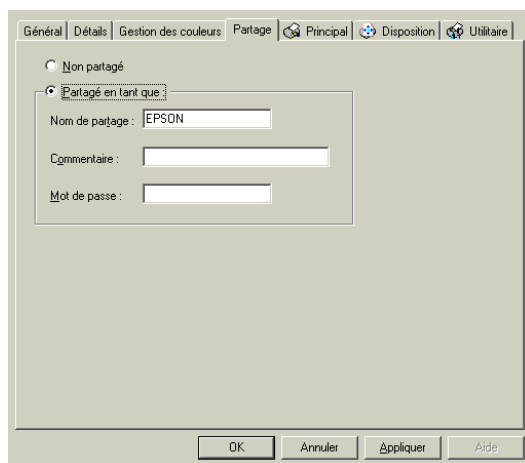 Général Détails Gestion des couleurs Partage Principal Disposition Utilitaire
Non partagé
Partagé en tant que :
Nom de partage : EPSON
Commentaire :
Mot de passe :
OK Annuler Appliquer Aide